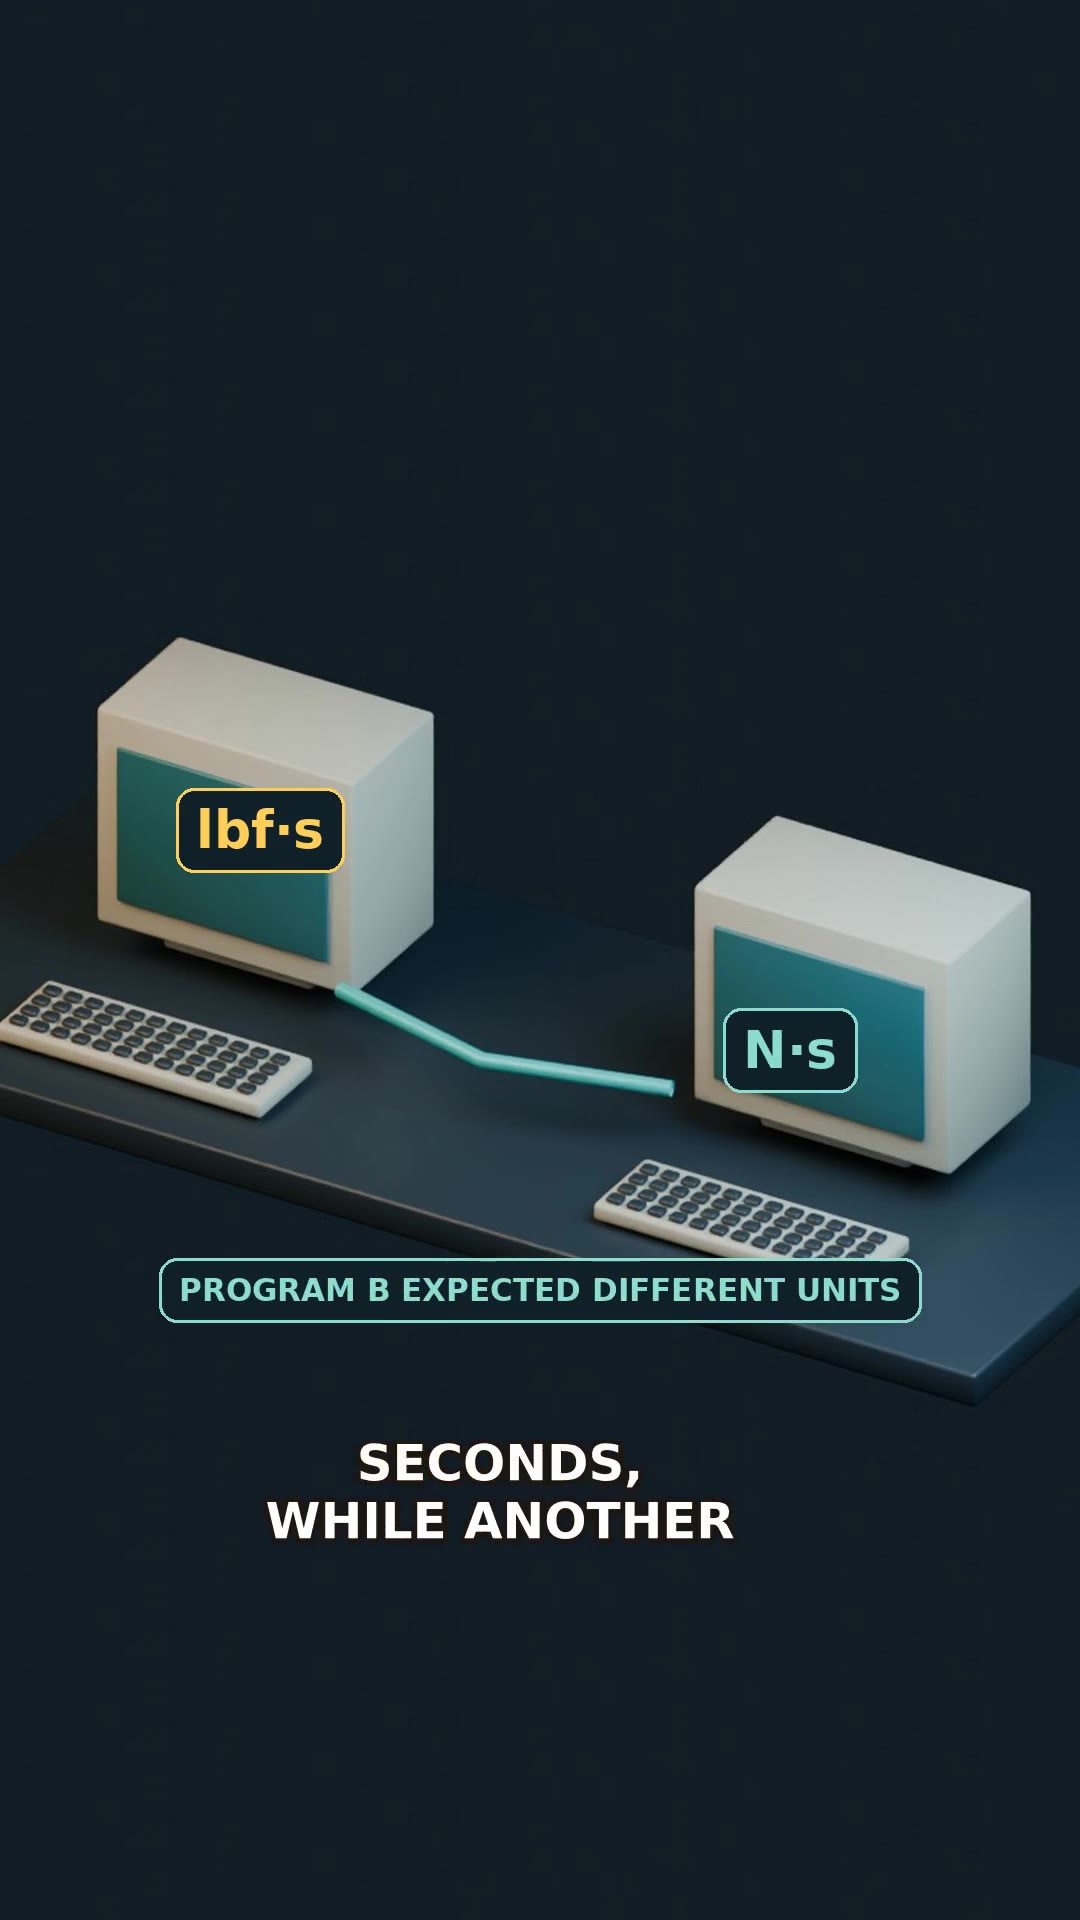 lbf·s
N·s
PROGRAM B EXPECTED DIFFERENT UNITS
SECONDS,
WHILE ANOTHER